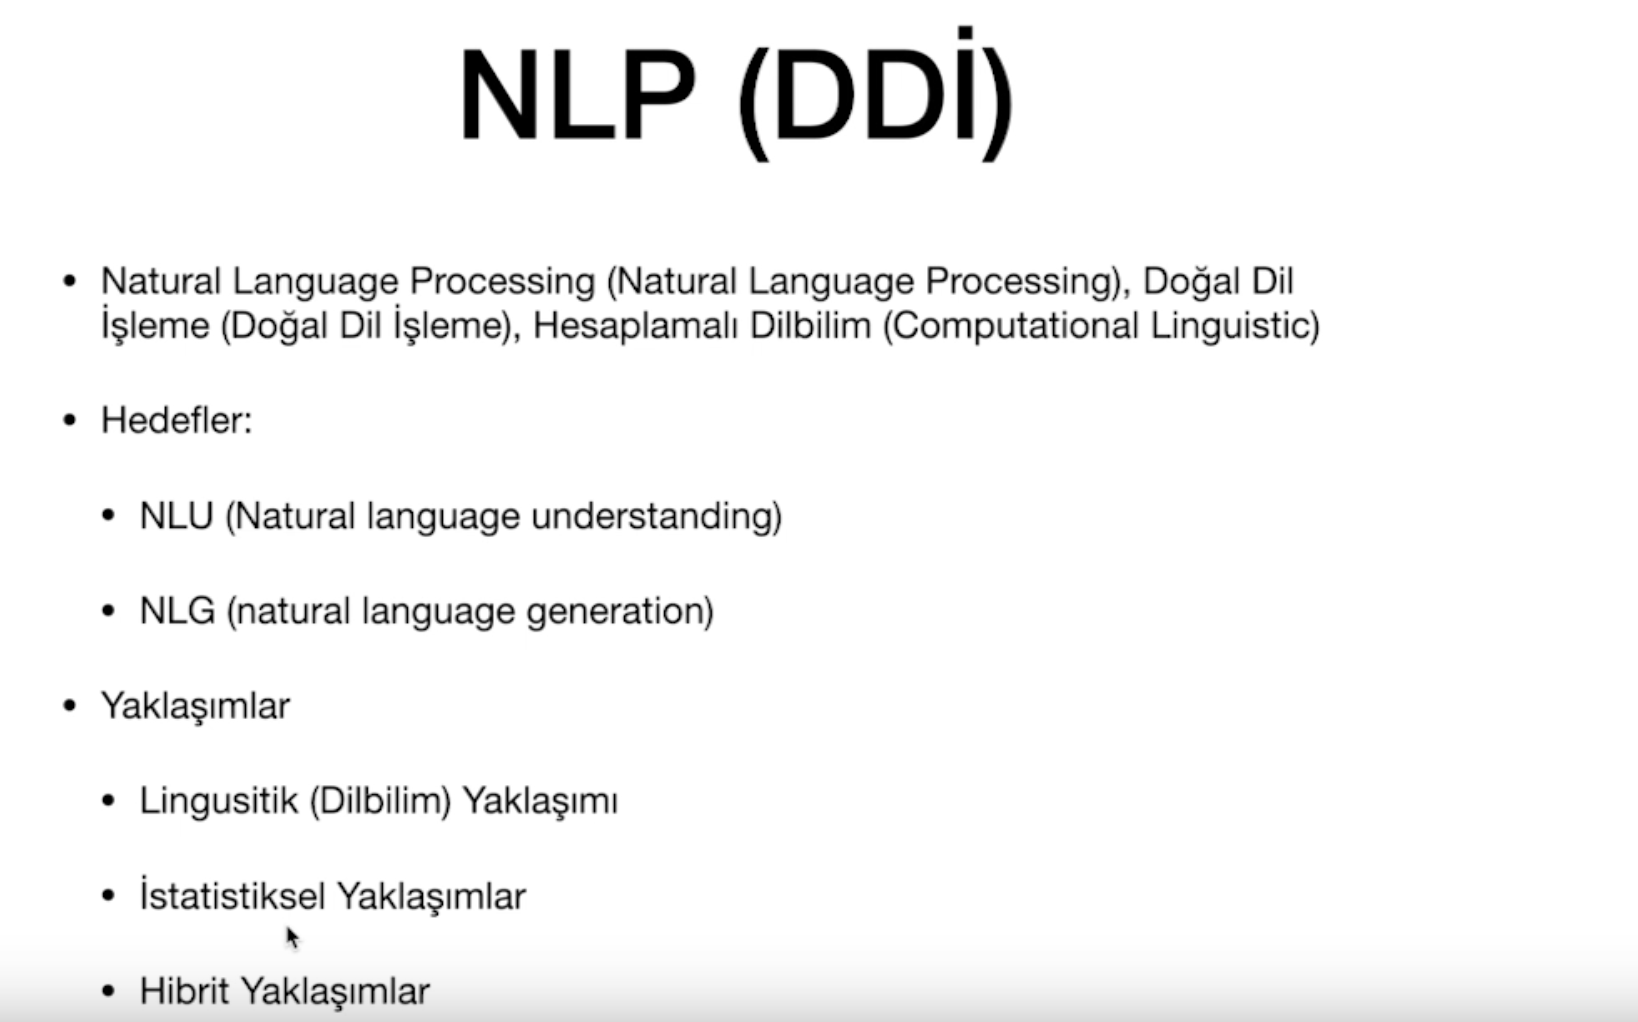 NLP (DDİ)
• Natural Language Processing (Natural Language Processing), Doğal Dil
İşleme (Doğal Dil İşleme), Hesaplamalı Dilbilim (Computational Linguistic)
• Hedefler:
• NLU (Natural language understanding)
• NLG (natural language generation)
• Yaklaşımlar
• Lingusitik (Dilbilim) Yaklaşımı
• İstatistiksel Yaklaşımlar
• Hibrit Yaklaşımlar